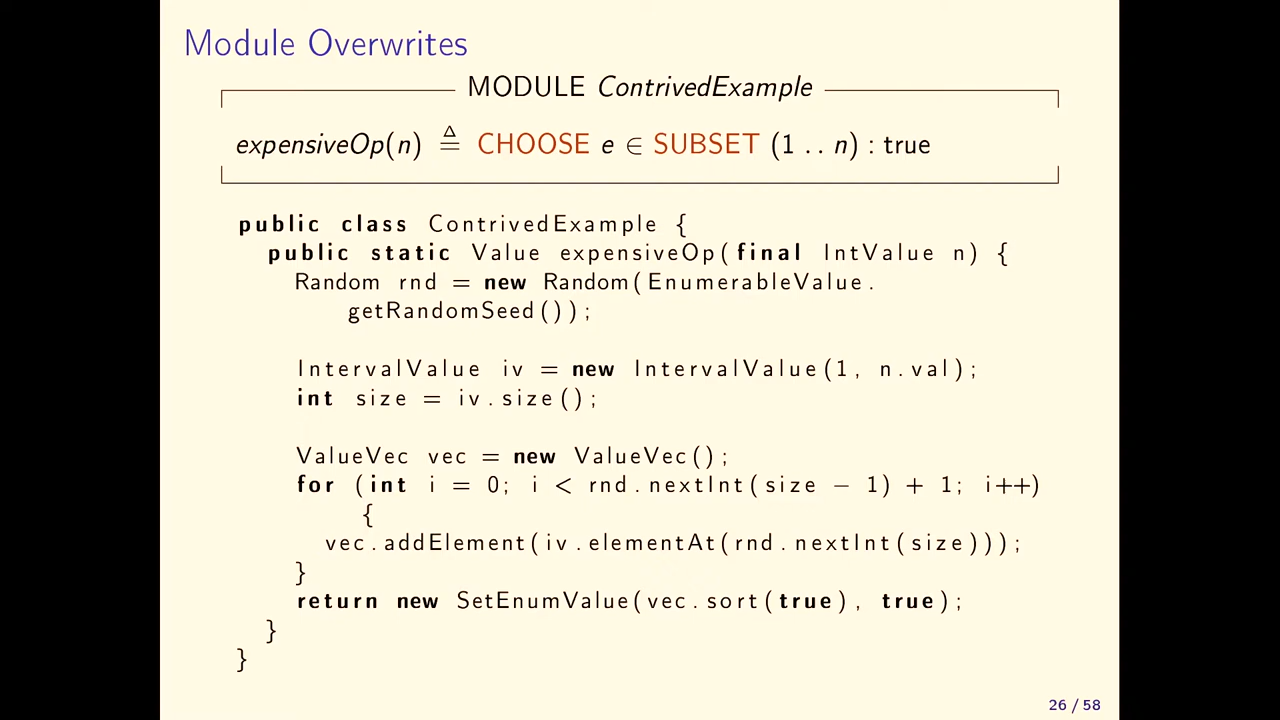 Module Overwrites
MODULE ContrivedExample
expensiveOp(n) ≜ CHOOSE e ∈ SUBSET (1 .. n) : true
public class ContrivedExample {
public static Value expensiveOp(final IntValue n) {
Random rnd = new Random(EnumerableValue.
getRandomSeed());
IntervalValue iv = new IntervalValue(1, n.val);
int size = iv.size();
ValueVec vec = new ValueVec();
for (int i = 0; i < rnd.nextInt(size − 1) + 1; i++)
{
vec.addElement(iv.elementAt(rnd.nextInt(size)));
}
return new SetEnumValue(vec.sort(true), true);
}
}
26 / 58